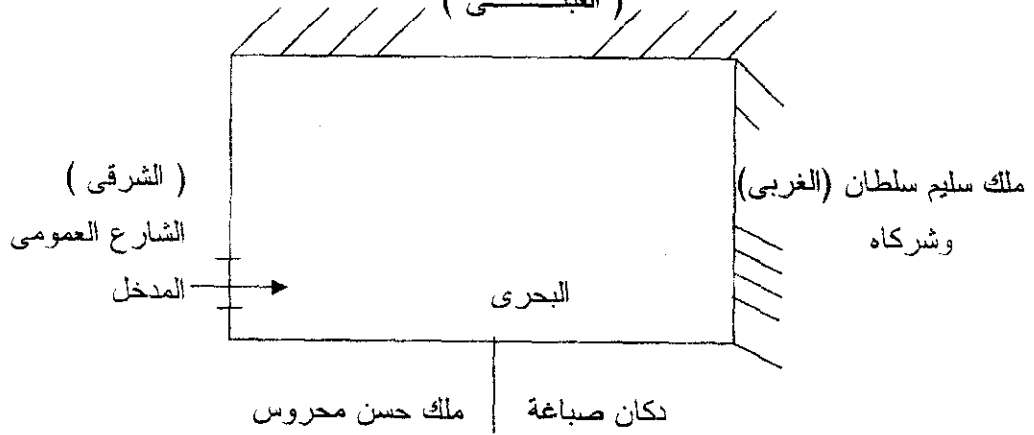 ملك سليم سلطان (الغربى)
وشركاه
( الشرقى )
الشارع العمومى
المدخل
البحرى
دكان صباغة
ملك حسن محروس